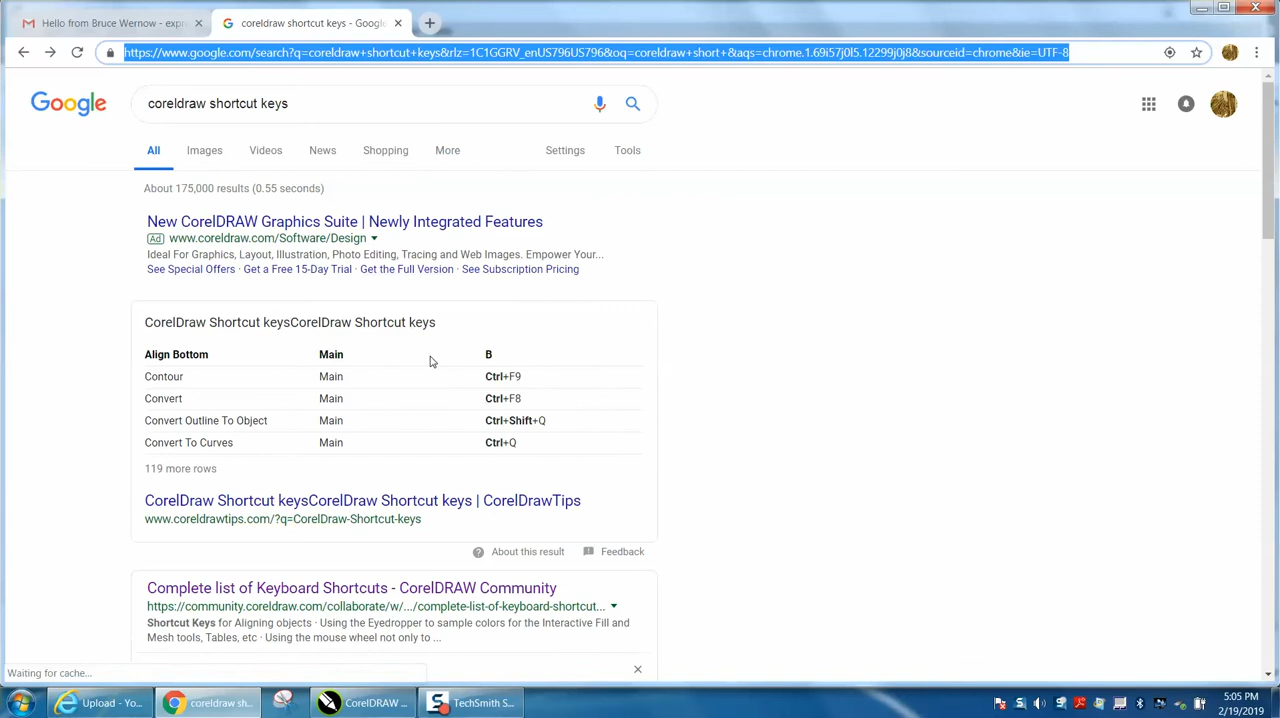 Hello from Bruce Wernow - expre
coreldraw shortcut keys - Google
https://www.google.com/search?q=coreldraw+shortcut+keys&rlz=1C1GGRV_enUS796US796&oq=coreldraw+short+&aqs=chrome.1.69i57j0l5.12299j0j8&sourceid=chrome&ie=UTF-8
Google
coreldraw shortcut keys
All Images Videos News Shopping More Settings Tools
About 175,000 results (0.55 seconds)
New CorelDRAW Graphics Suite | Newly Integrated Features
Ad www.coreldraw.com/Software/Design
Ideal For Graphics, Layout, Illustration, Photo Editing, Tracing and Web Images. Empower Your...
See Special Offers · Get a Free 15-Day Trial · Get the Full Version · See Subscription Pricing
CorelDraw Shortcut keysCorelDraw Shortcut keys
Align Bottom Main B
Contour Main Ctrl+F9
Convert Main Ctrl+F8
Convert Outline To Object Main Ctrl+Shift+Q
Convert To Curves Main Ctrl+Q
119 more rows
CorelDraw Shortcut keysCorelDraw Shortcut keys | CorelDrawTips
www.coreldrawtips.com/?q=CorelDraw-Shortcut-keys
About this result Feedback
Complete list of Keyboard Shortcuts - CorelDRAW Community
https://community.coreldraw.com/collaborate/w/.../complete-list-of-keyboard-shortcut...
Shortcut Keys for Aligning objects · Using the Eyedropper to sample colors for the Interactive Fill and
Mesh tools, Tables, etc · Using the mouse wheel not only to ...
Waiting for cache...
Upload - Yo...
coreldraw sh...
CorelDRAW ...
TechSmith S...
5:05 PM
2/19/2019